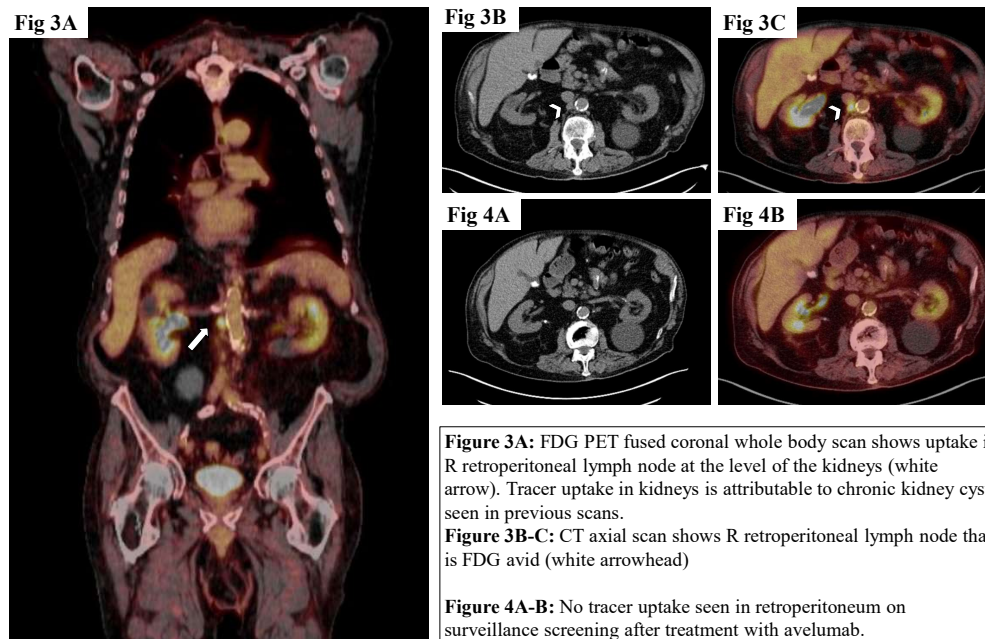 Fig 3A
Fig 3B
Fig 3C
Fig 4A
Fig 4B
Figure 3A: FDG PET fused coronal whole body scan shows uptake
R retroperitoneal lymph node at the level of the kidneys (white
arrow). Tracer uptake in kidneys is attributable to chronic kidney
seen in previous scans.
Figure 3B-C: CT axial scan shows R retroperitoneal lymph node
is FDG avid (white arrowhead)
Figure 4A-B: No tracer uptake seen in retroperitoneum on
surveillance screening after treatment with avelumab.